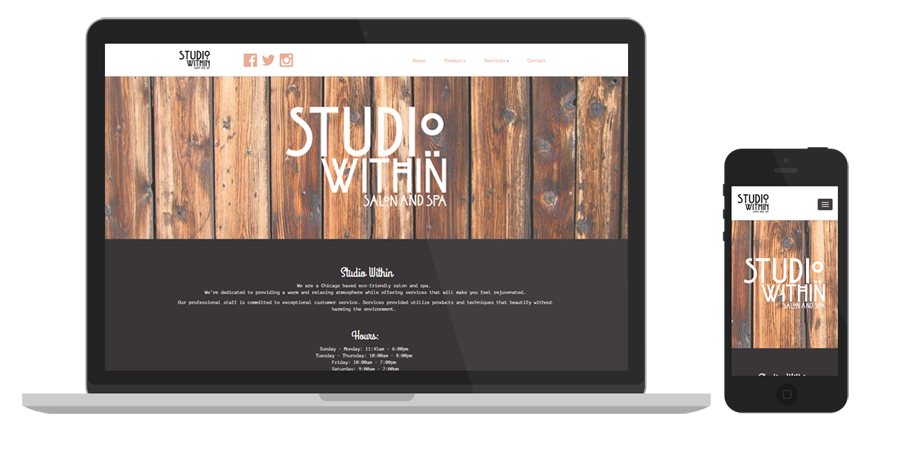 STUDIO
WITHIN
SALON AND SPA
About
Products
Services
Contact
STUDIO
WITHIN
SALON AND SPA
Studio Within
We are a Chicago based eco-friendly salon and spa.
We're dedicated to providing a warm and relaxing atmosphere while offering services that will make you feel rejuvenated.
Our professional staff is committed to exceptional customer service. Services provided utilize products and techniques that beautify without
harming the environment.
Hours:
Sunday - Monday: 11:45am - 6:00pm
Tuesday - Thursday: 10:00am - 8:00pm
Friday: 10:00am - 7:00pm
Saturday: 9:00am - 7:00pm
STUDIO
WITHIN
SALON AND SPA
STUDIO
WITHIN
SALON AND SPA
Studio Within